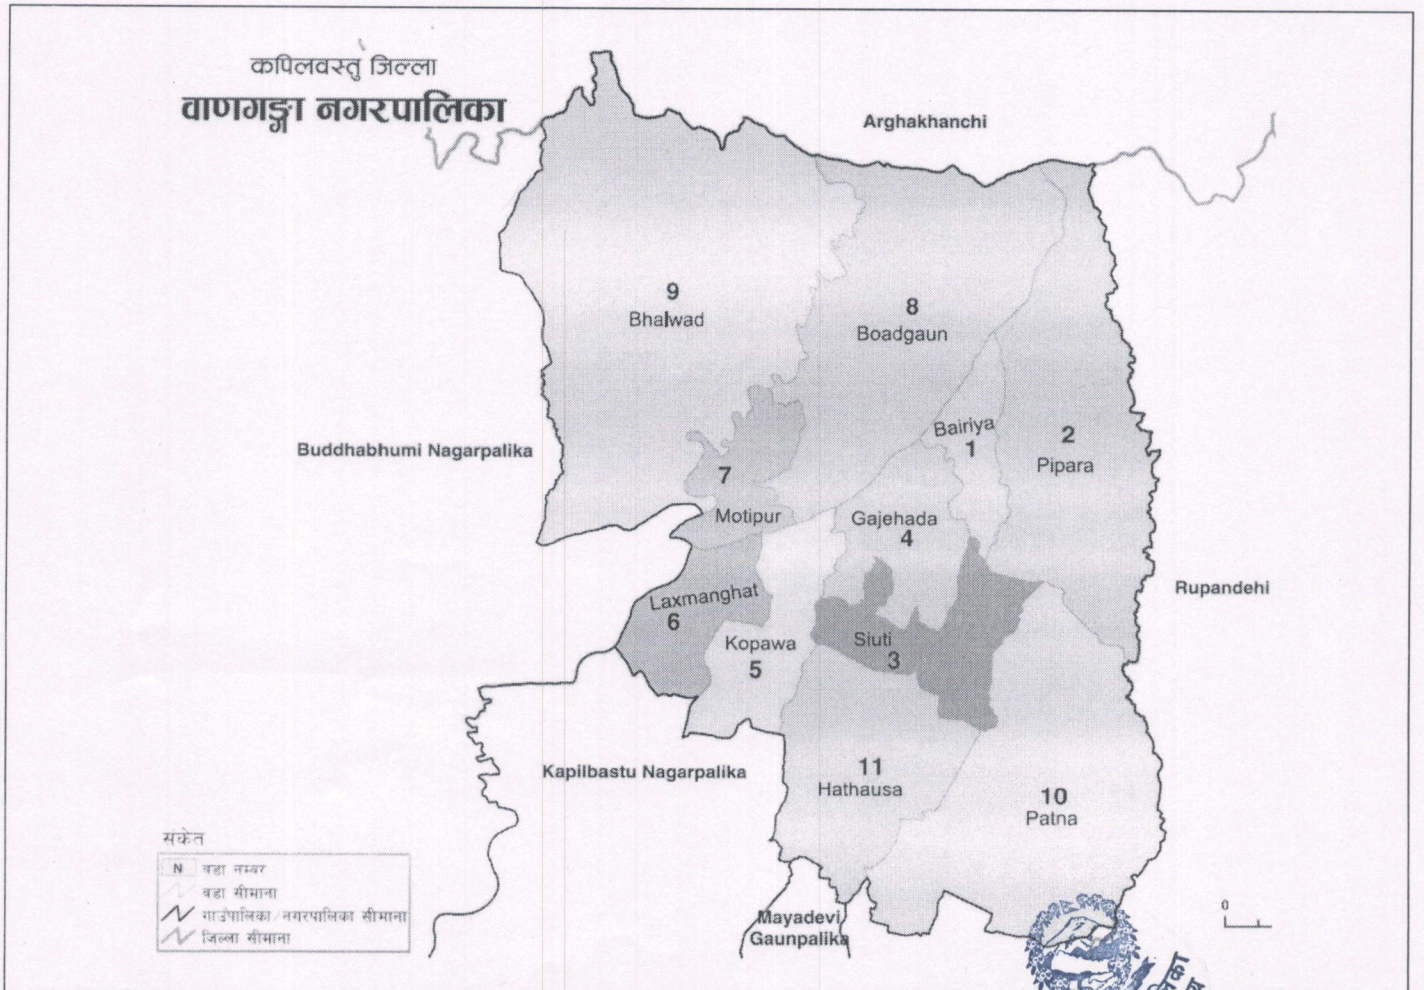 कपिलवस्तु जिल्ला
वाणगङ्गा नगरपालिका
Arghakhanchi
9
Bhalwad
8
Boadgaun
Buddhabhumi Nagarpalika
Bairiya
1
2
Pipara
7
Motipur
Gajehada
4
Rupandehi
Laxmanghat
6
Kopawa
5
Siuti
3
Kapilbastu Nagarpalika
11
Hathausa
10
Patna
सकेत
N वडा नम्वर
वडा सीमाना
गाउँपालिका/नगरपालिका सीमाना
जिल्ला सीमाना
Mayadevi
Gaunpalika
0